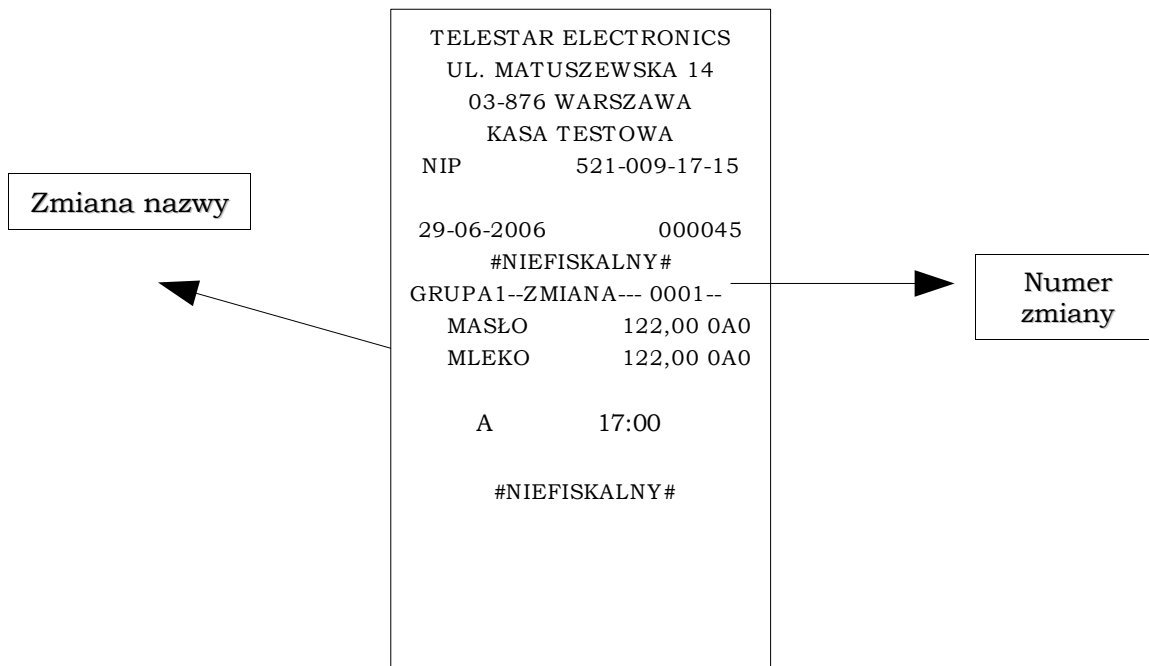 TELESTAR ELECTRONICS
UL. MATUSZEWSKA 14
03-876 WARSZAWA
KASA TESTOWA
NIP 521-009-17-15
Zmiana nazwy
29-06-2006 000045
#NIEFISKALNY#
GRUPA1--ZMIANA--- 0001--
Numer
zmiany
MASŁO 122,00 0A0
MLEKO 122,00 0A0
A 17:00
#NIEFISKALNY#